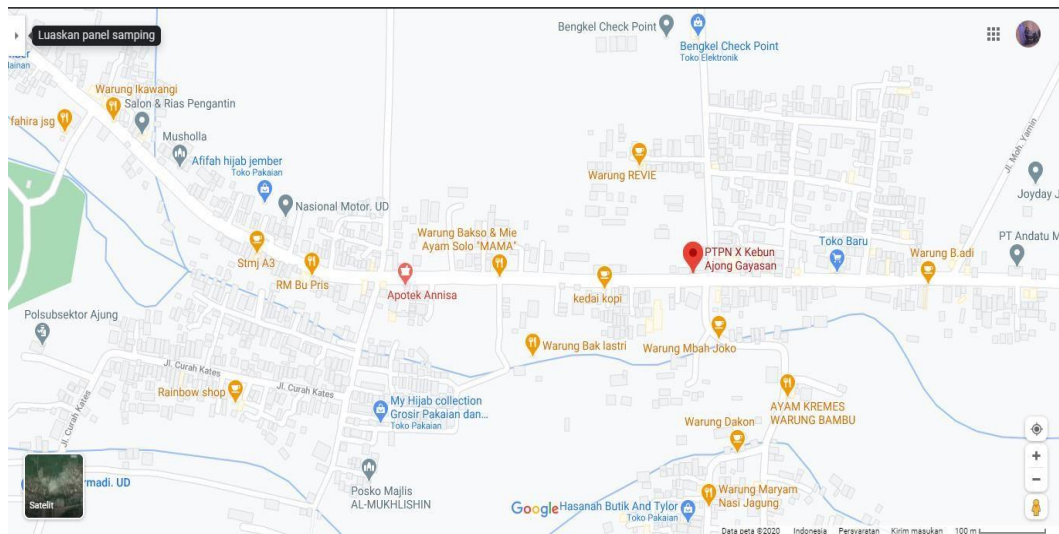 Luaskan panel samping
Bengkel Check Point
Bengkel Check Point
Toko Elektronik
Warung Ikawangi
Salon & Rias Pengantin
fahira jsg
Musholla
Afifah hijab jember
Toko Pakaian
Warung REVIE
Jl. Moh. Yamin
Joyday J
Nasional Motor. UD
Warung Bakso & Mie
Ayam Solo "MAMA"
Stmj A3
RM Bu Pris
Apotek Annisa
kedai kopi
PTPN X Kebun
Ajong Gayasan
Toko Baru
PT Andatu M
Warung B.adi
Polsubsektor Ajung
Warung Bak lastri
Warung Mbah Joko
Jl. Curah Kates
Jl. Curah Kates
Jl. Curah Kates
Rainbow shop
My Hijab collection
Grosir Pakaian dan...
Toko Pakaian
AYAM KREMES
WARUNG BAMBU
Warung Dakon
Posko Majlis
AL-MUKHLISHIN
rmadi. UD
Satelit
Warung Maryam
Nasi Jagung
Google
Hasanah Butik And Tylor
Toko Pakaian
Data peta ©2020 Indonesia Persyaratan Kirim masukan 100 m